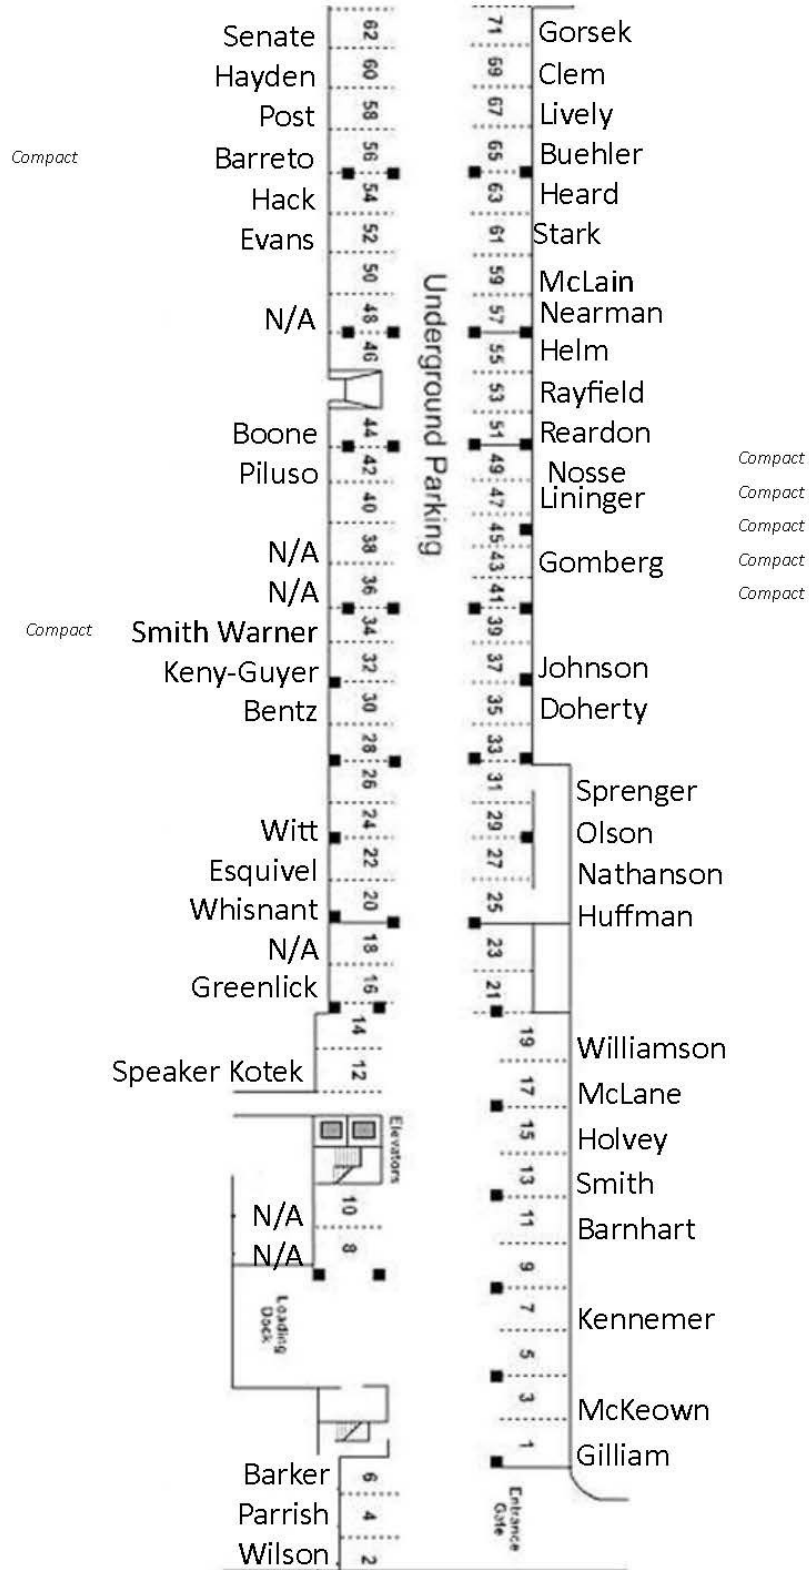 Senate 62 71 Gorsek
Hayden 60 69 Clem
Post 58 67 Lively
Compact Barreto 56 65 Buehler
Hack 54 63 Heard
Evans 52 61 Stark
50 59 McLain
N/A 48 57 Nearman
46 55 Helm
53 Rayfield
Boone 44 51 Reardon
Piluso 42 49 Nosse Compact
40 47 Lininger Compact
45 Compact
N/A 38 43 Gomberg Compact
N/A 36 41 Compact
Compact Smith Warner 34 39
Keny-Guyer 32 37 Johnson
Bentz 30 35 Doherty
28 33
26 31 Sprenger
Witt 24 29 Olson
Esquivel 22 27 Nathanson
Whisnant 20 25 Huffman
N/A 18 23
Greenlick 16 21
14 19 Williamson
Speaker Kotek 12 17 McLane
15 Holvey
13 Smith
N/A 10 11 Barnhart
N/A 8 9
7 Kennemer
5
3 McKeown
1 Gilliam
Barker 6
Parrish 4
Wilson 2
Underground Parking
Elevators
Loading
Dock
Entrance
Gate